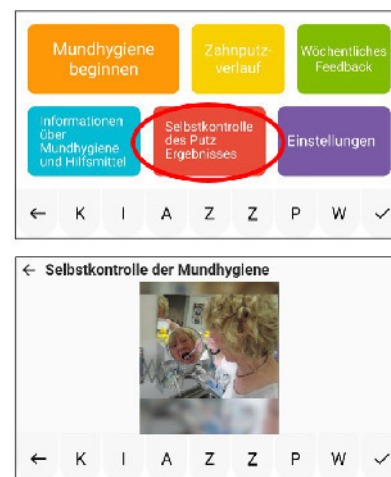 Mundhygiene
beginnen
Zahnputz-
verlauf
Wöchentliches
Feedback
Informationen
über
Mundhygiene
und Hilfsmittel
Selbstkontrolle
des Putz
Ergebnisses
Einstellungen
← K I A Z Z P W ✓
← Selbstkontrolle der Mundhygiene
← K I A Z Z P W ✓